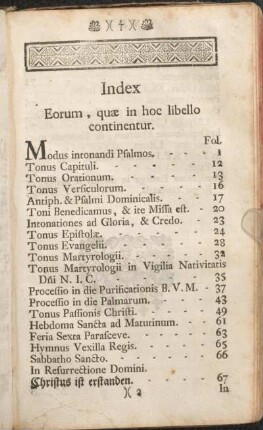 Index
Eorum, quæ in hoc libello
continentur.
Fol.
Modus intonandi Psalmos. - - - - 1
Tonus Capituli. - - - - - 12
Tonus Orationum. - - - - - 13
Tonus Versiculorum. - - - - 16
Antiph. & Psalmi Dominicales. - - 17
Toni Benedicamus, & ite Missa est. - 20
Intonationes ad Gloria, & Credo. - - 23
Tonus Epistolæ. - - - - - 24
Tonus Evangelii. - - - - - 28
Tonus Martyrologii. - - - - 32
Tonus Martyrologii in Vigilia Nativitatis
Dñi N. I. C. - - - - - 35
Processio in die Purificationis B. V. M. - 37
Processio in die Palmarum. - - - 43
Tonus Passionis Christi. - - - - 49
Hebdoma Sancta ad Matutinum. - - 61
Feria Sexta Parasceve. - - - - 63
Hymnus Vexilla Regis. - - - - 65
Sabbatho Sancto. - - - - - 66
In Resurrectione Domini.
Christus ist erstanden. - - - - 67
)( 2 In